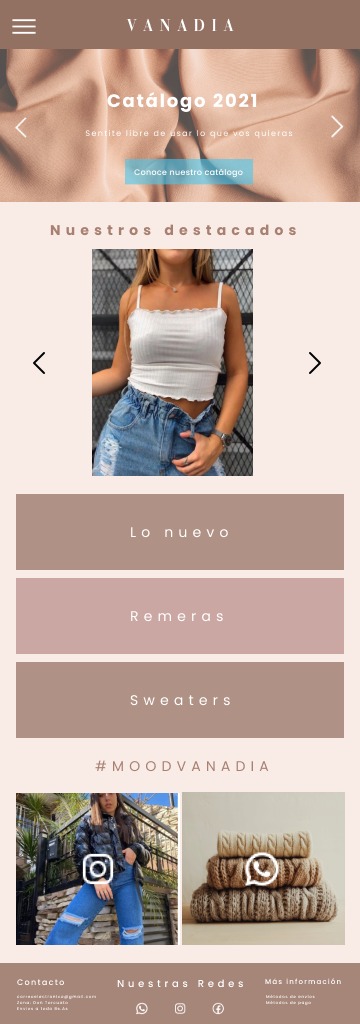 VANADIA
Catálogo 2021
Sentite libre de usar lo que vos quieras
Conoce nuestro catálogo
Nuestros destacados
Lo nuevo
Remeras
Sweaters
#MOODVANADIA
Contacto
Nuestras Redes
Más información
correoelectronico@gmail.com
Zona: Don Torcuato
Envíos a todo
Métodos de envíos
Métodos de pago